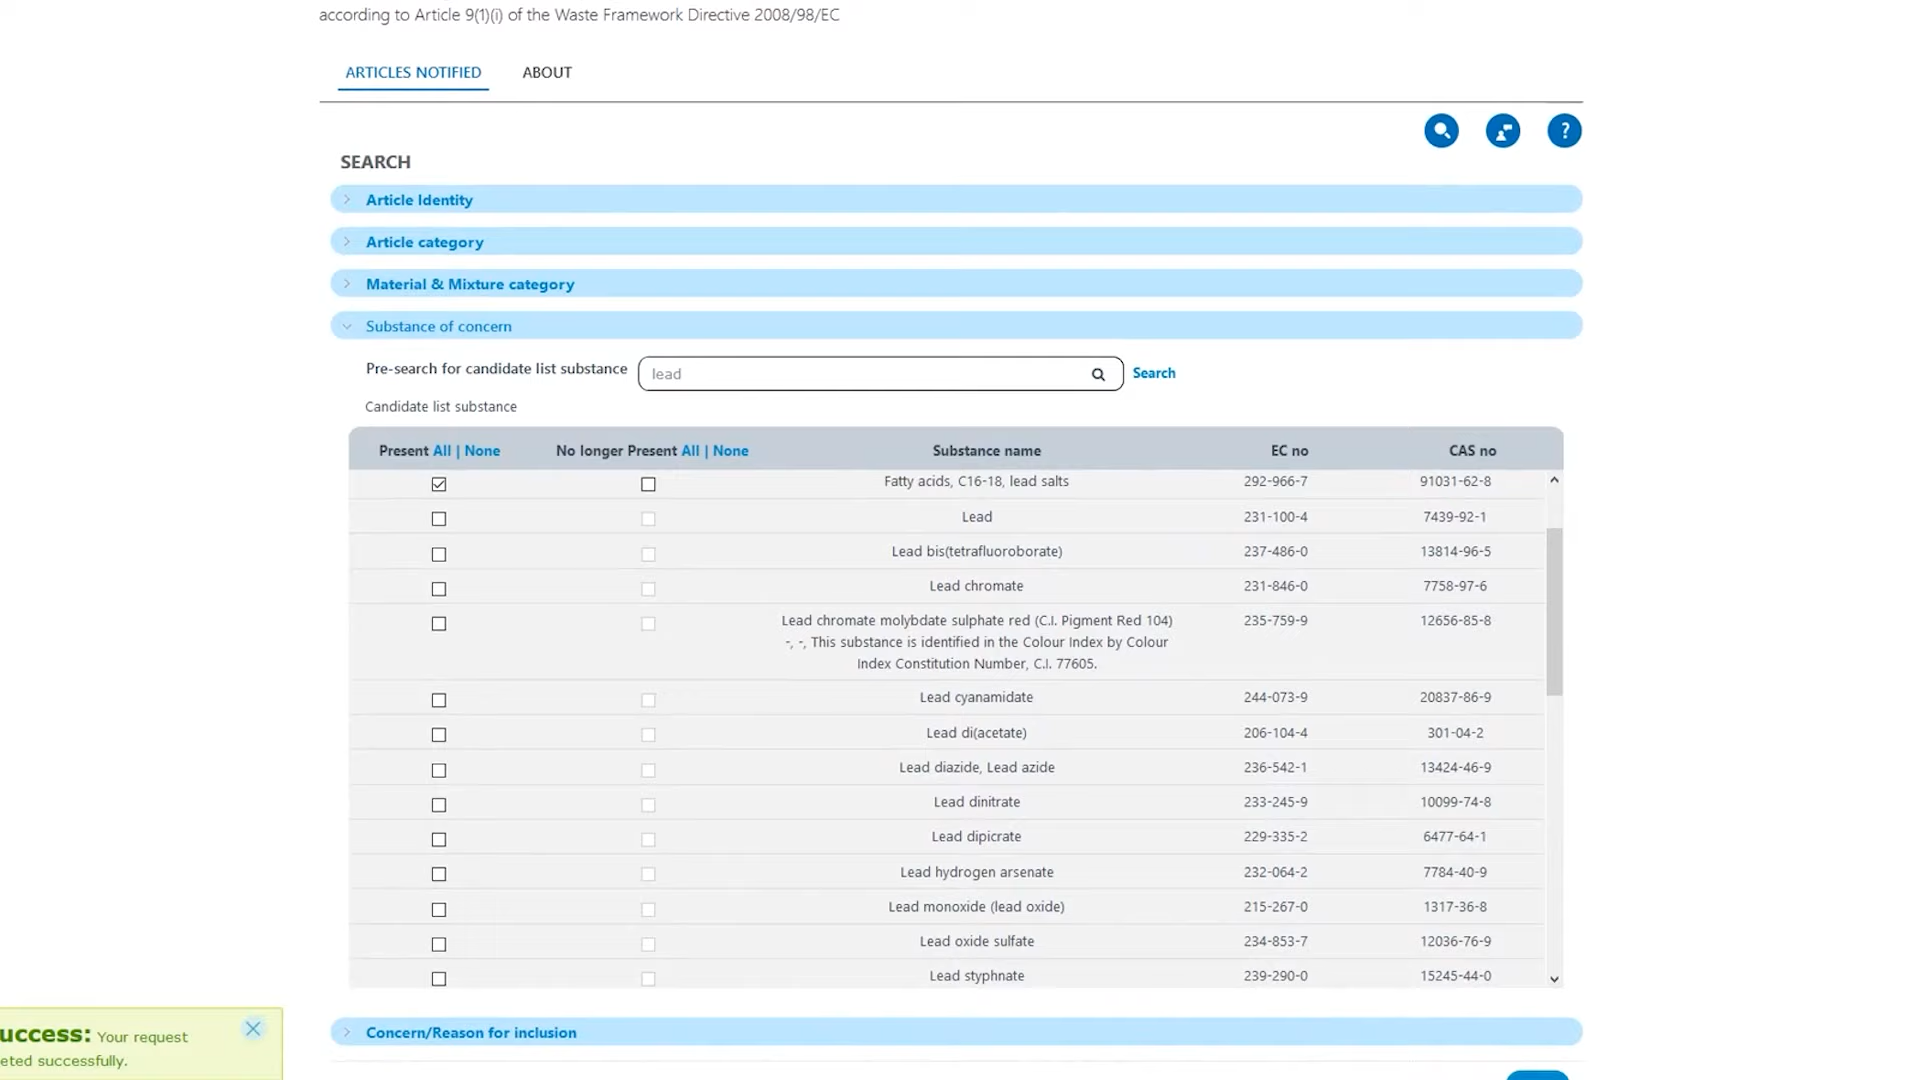 according to Article 9(1)(i) of the Waste Framework Directive 2008/98/EC
ARTICLES NOTIFIED ABOUT
?
SEARCH
Article Identity
Article category
Material & Mixture category
Substance of concern
Pre-search for candidate list substance lead Search
Candidate list substance
Present All | None No longer Present All | None Substance name EC no CAS no
Fatty acids, C16-18, lead salts 292-966-7 91031-62-8
Lead 231-100-4 7439-92-1
Lead bis(tetrafluoroborate) 237-486-0 13814-96-5
Lead chromate 231-846-0 7758-97-6
Lead chromate molybdate sulphate red (C.I. Pigment Red 104) 235-759-9 12656-85-8
-, -, This substance is identified in the Colour Index by Colour
Index Constitution Number, C.I. 77605.
Lead cyanamidate 244-073-9 20837-86-9
Lead di(acetate) 206-104-4 301-04-2
Lead diazide, Lead azide 236-542-1 13424-46-9
Lead dinitrate 233-245-9 10099-74-8
Lead dipicrate 229-335-2 6477-64-1
Lead hydrogen arsenate 232-064-2 7784-40-9
Lead monoxide (lead oxide) 215-267-0 1317-36-8
Lead oxide sulfate 234-853-7 12036-76-9
Lead styphnate 239-290-0 15245-44-0
uccess: Your request
eted successfully.
Concern/Reason for inclusion